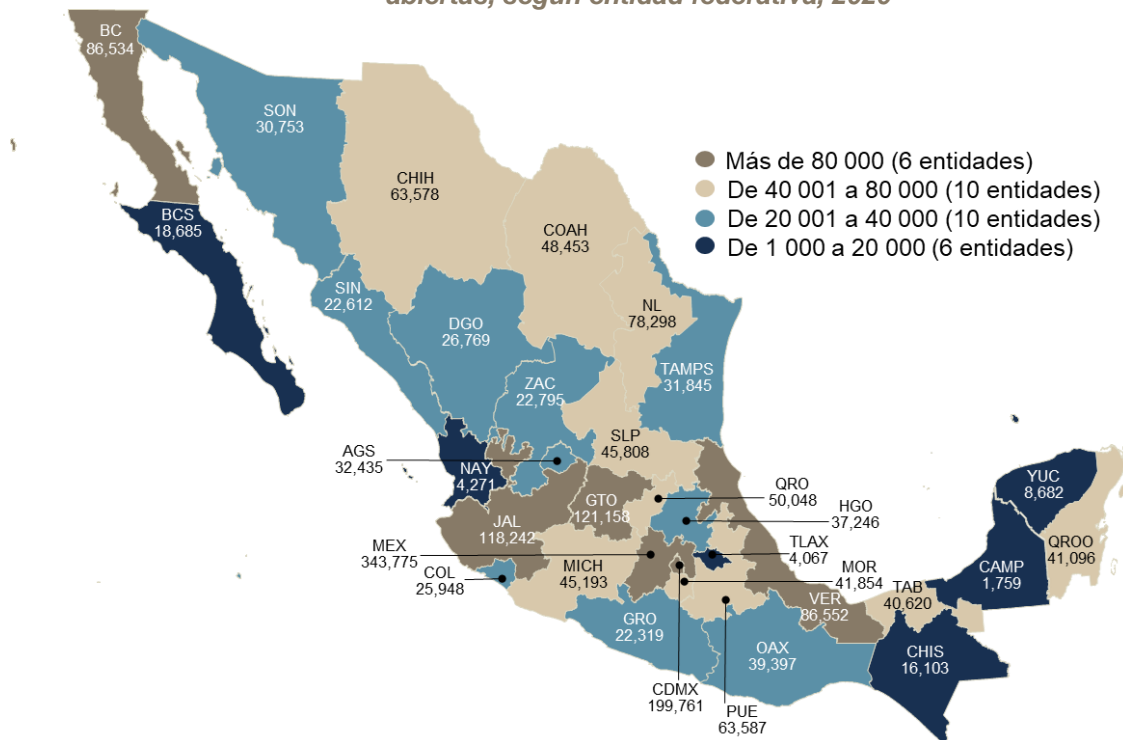 abiertas, según entidad federativa, 2020
BC
86,534
SON
30,753
CHIH
63,578
Más de 80 000 (6 entidades)
De 40 001 a 80 000 (10 entidades)
De 20 001 a 40 000 (10 entidades)
De 1 000 a 20 000 (6 entidades)
BCS
18,685
COAH
48,453
SIN
22,612
NL
78,298
DGO
26,769
TAMPS
31,845
ZAC
22,795
SLP
45,808
AGS
32,435
NAY
4,271
QRO
50,048
YUC
8,682
GTO
121,158
HGO
37,246
JAL
118,242
QROO
41,096
MEX
343,775
TLAX
4,067
MICH
45,193
MOR
41,854
CAMP
1,759
COL
25,948
TAB
40,620
VER
86,552
GRO
22,319
OAX
39,397
CHIS
16,103
CDMX
199,761
PUE
63,587